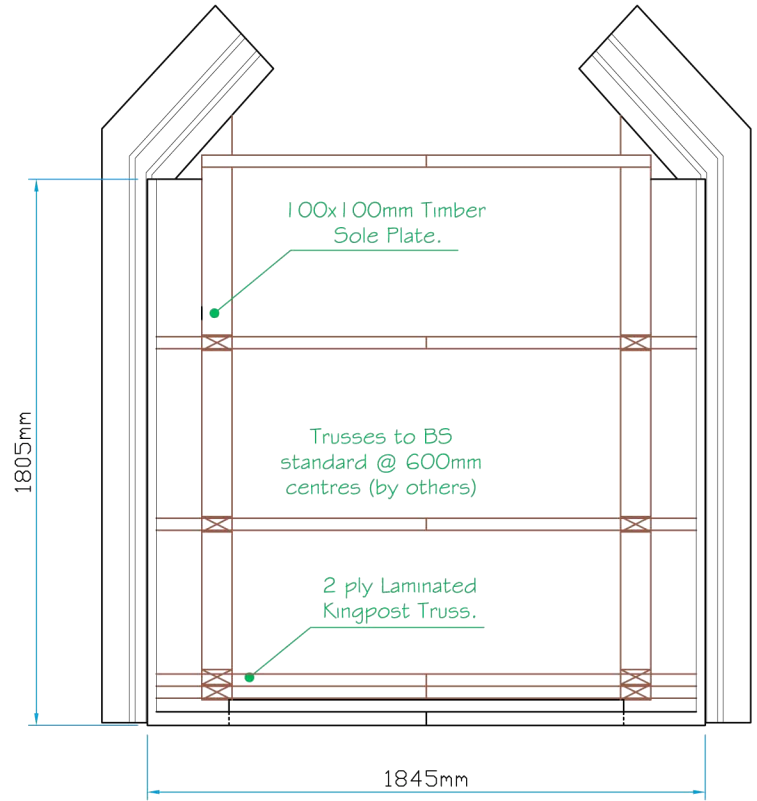 100x100mm Timber
Sole Plate.
1805mm
Trusses to BS
standard @ 600mm
centres (by others)
2 ply Laminated
Kingpost Truss.
1845mm